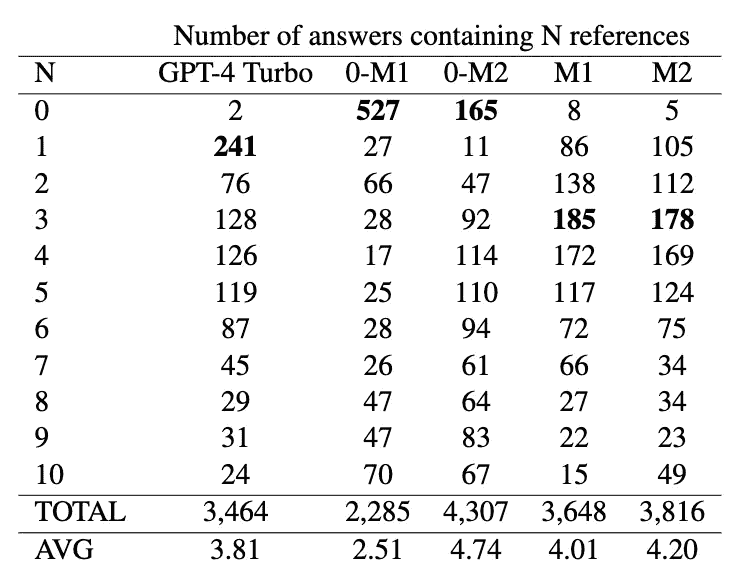 Number of answers containing N references
N GPT-4 Turbo 0-M1 0-M2 M1 M2
0 2 527 165 8 5
1 241 27 11 86 105
2 76 66 47 138 112
3 128 28 92 185 178
4 126 17 114 172 169
5 119 25 110 117 124
6 87 28 94 72 75
7 45 26 61 66 34
8 29 47 64 27 34
9 31 47 83 22 23
10 24 70 67 15 49
TOTAL 3,464 2,285 4,307 3,648 3,816
AVG 3.81 2.51 4.74 4.01 4.20